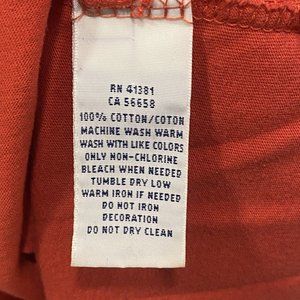 RN 41381
CA 56658
100% COTTON/COTON
MACHINE WASH WARM
WASH WITH LIKE COLORS
ONLY NON-CHLORINE
BLEACH WHEN NEEDED
TUMBLE DRY LOW
WARM IRON IF NEEDED
DO NOT IRON
DECORATION
DO NOT DRY CLEAN